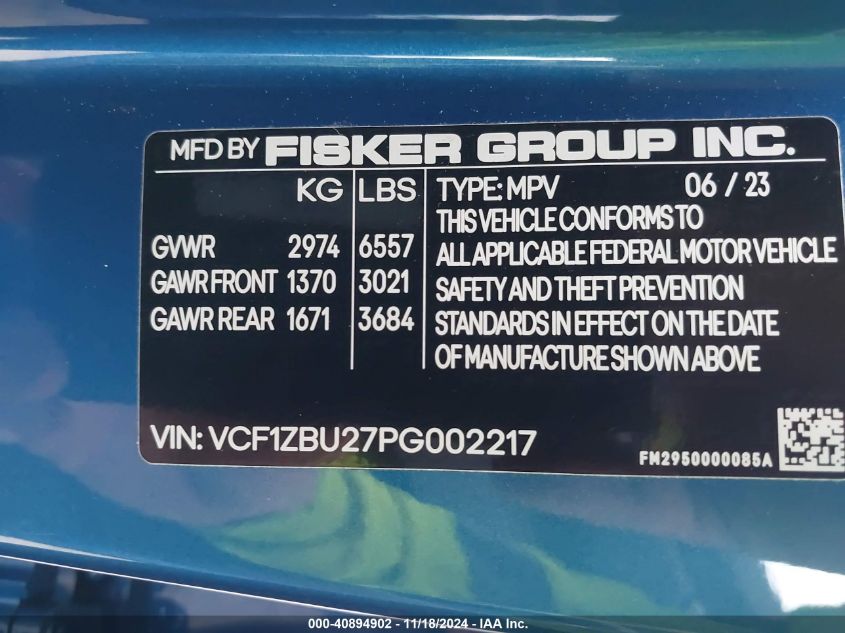 MFD BY FISKER GROUP INC.
KG LBS TYPE: MPV 06 / 23
THIS VEHICLE CONFORMS TO
GVWR 2974 6557 ALL APPLICABLE FEDERAL MOTOR VEHICLE
GAWR FRONT 1370 3021 SAFETY AND THEFT PREVENTION
GAWR REAR 1671 3684 STANDARDS IN EFFECT ON THE DATE
OF MANUFACTURE SHOWN ABOVE
VIN: VCF1ZBU27PG002217
FM2950000085A
000-40894902 - 11/18/2024 - IAA Inc.